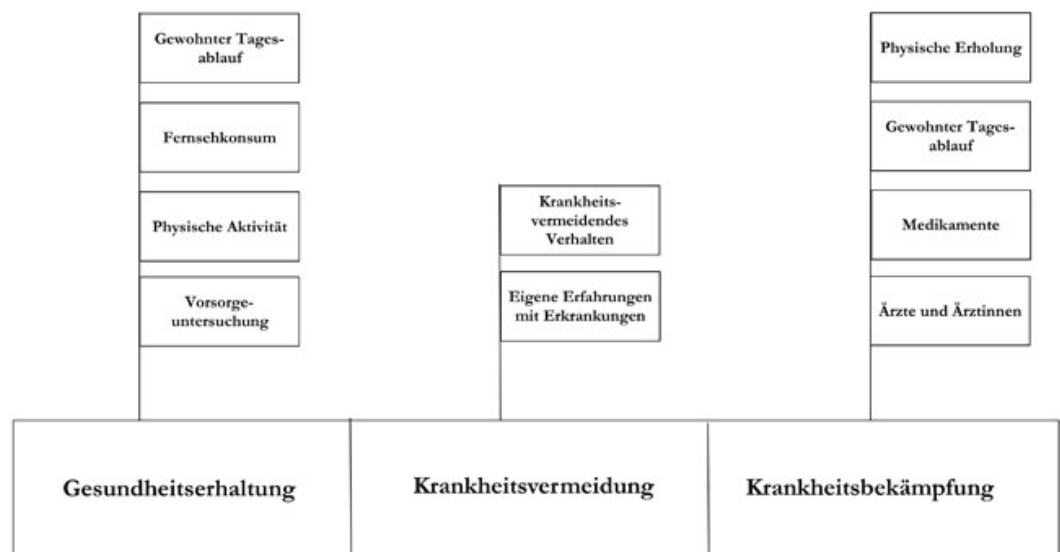 Gewohnter Tages-
ablauf
Fernsehkonsum
Physische Aktivität
Vorsorge-
untersuchung
Krankheits-
vermeidendes
Verhalten
Eigene Erfahrungen
mit Erkrankungen
Physische Erholung
Gewohnter Tages-
ablauf
Medikamente
Ärzte und Ärztinnen
Gesundheitserhaltung
Krankheitsvermeidung
Krankheitsbekämpfung